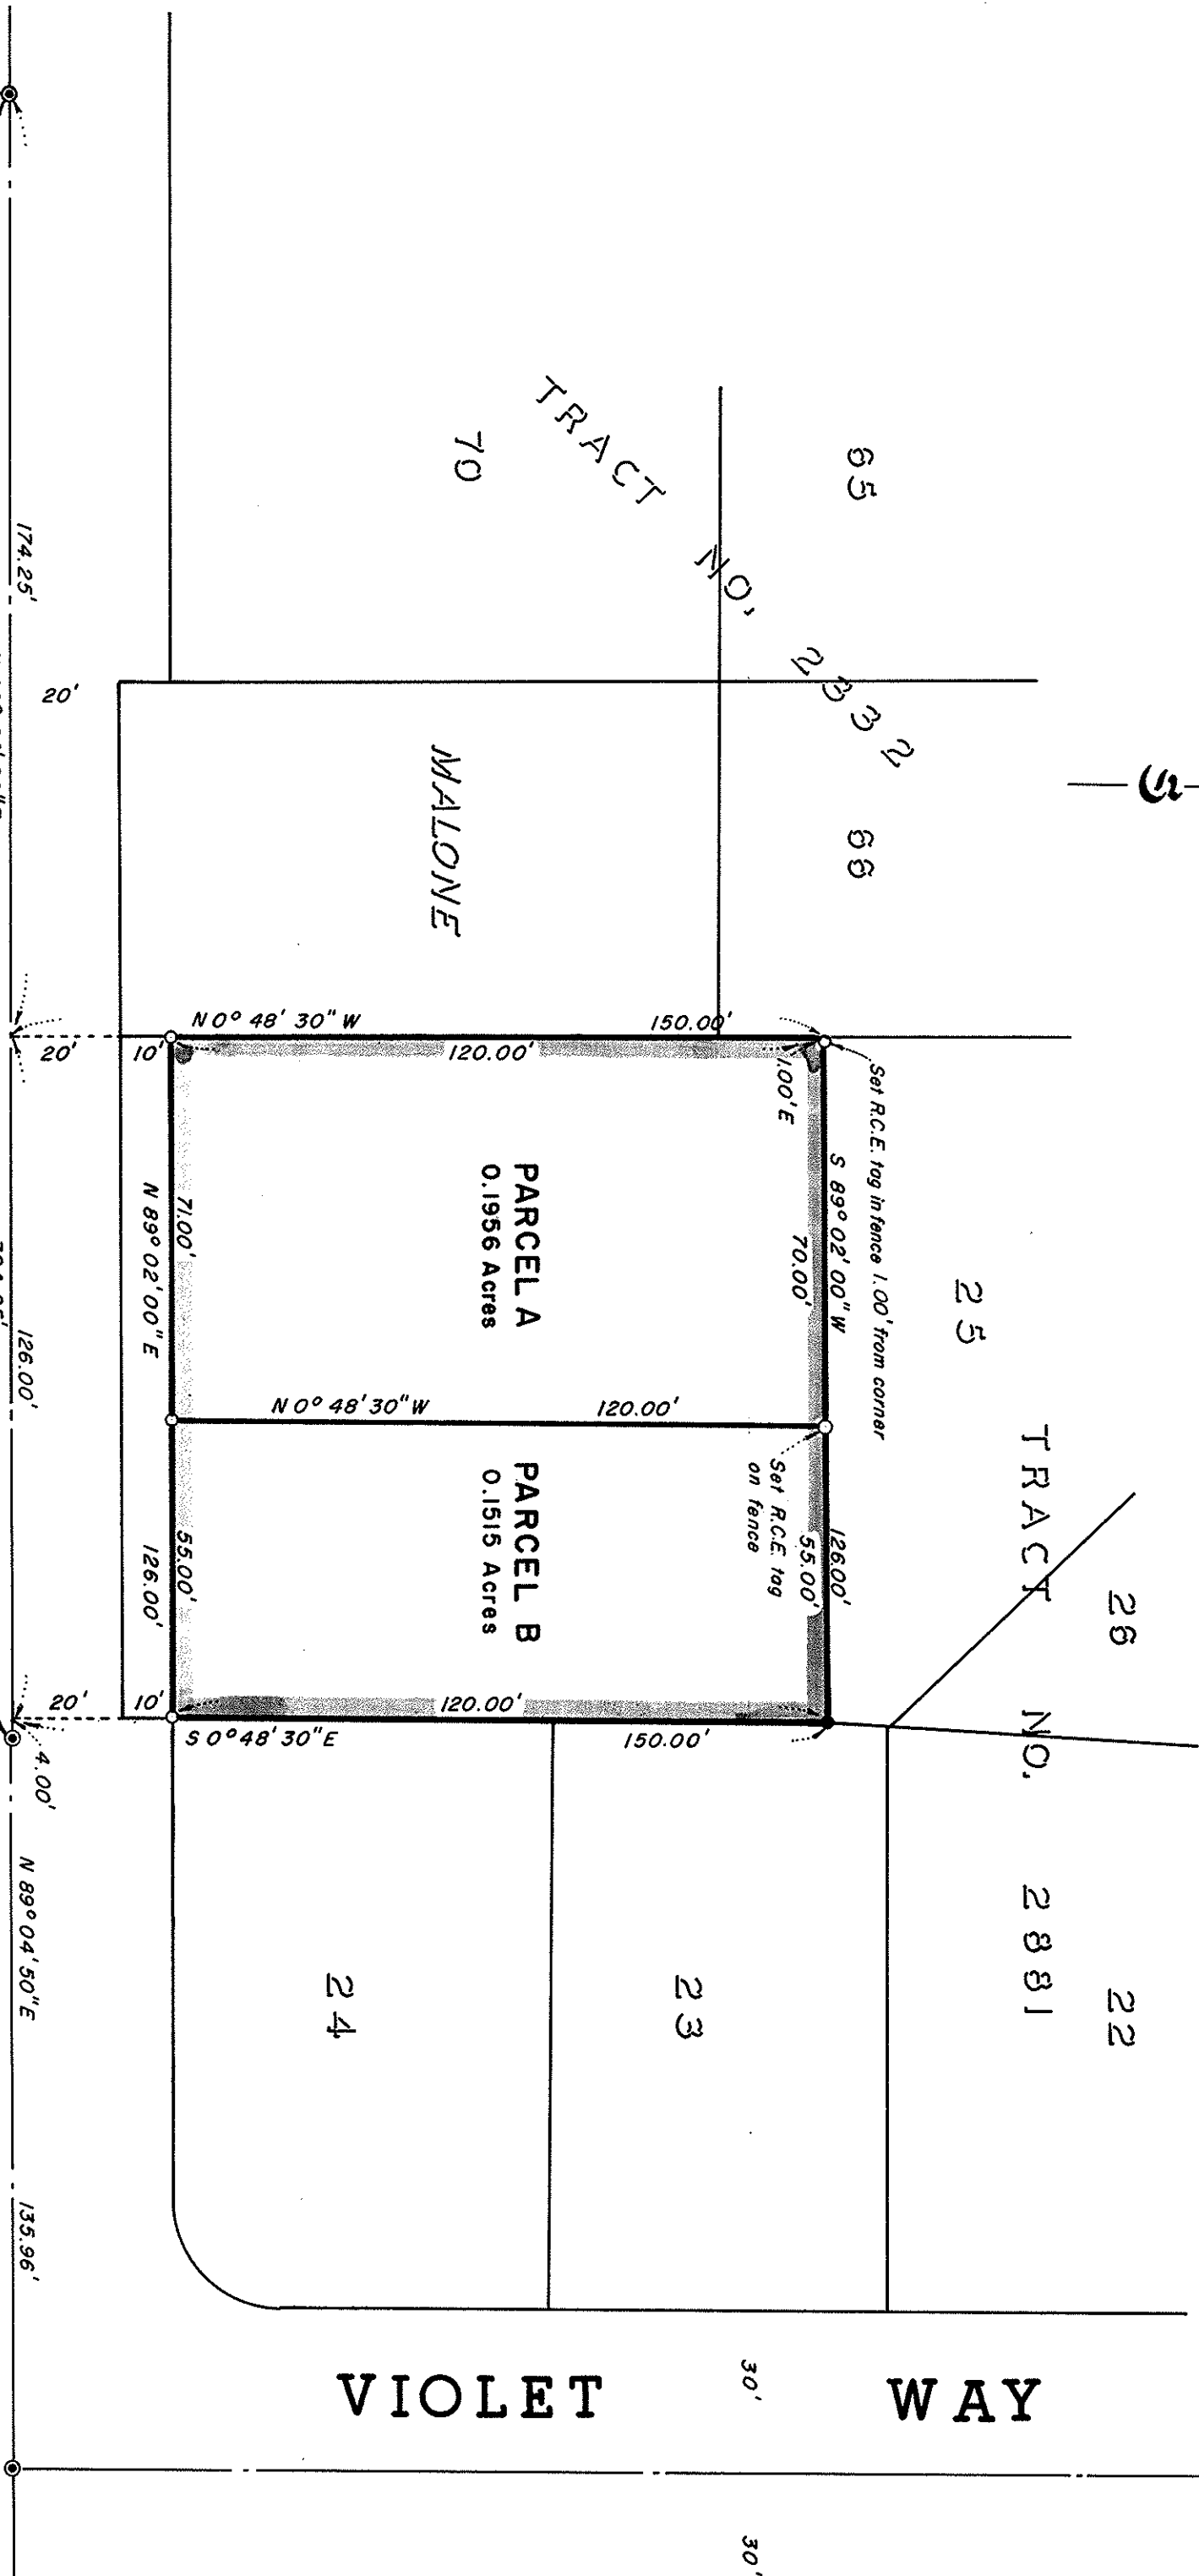 TRACT NO. 2332
65
70
66
MALONE
174.25'
20'
N 0° 48' 30" W
150.00'
120.00'
20'
10'
1.00' E
Set R.C.E. tag in fence 1.00' from corner
S 89° 02' 00" W
70.00'
PARCEL A
0.1956 Acres
71.00'
N 89° 02' 00" E
126.00'
25
N 0° 48' 30" W
120.00'
Set R.C.E. tag
on fence
126.00'
55.00'
PARCEL B
0.1515 Acres
55.00'
126.00'
TRACT NO. 2881
26
20'
10'
120.00'
S 0° 48' 30" E
150.00'
4.00'
N 89° 04' 50" E
24
23
22
135.96'
VIOLET WAY
30'
30'